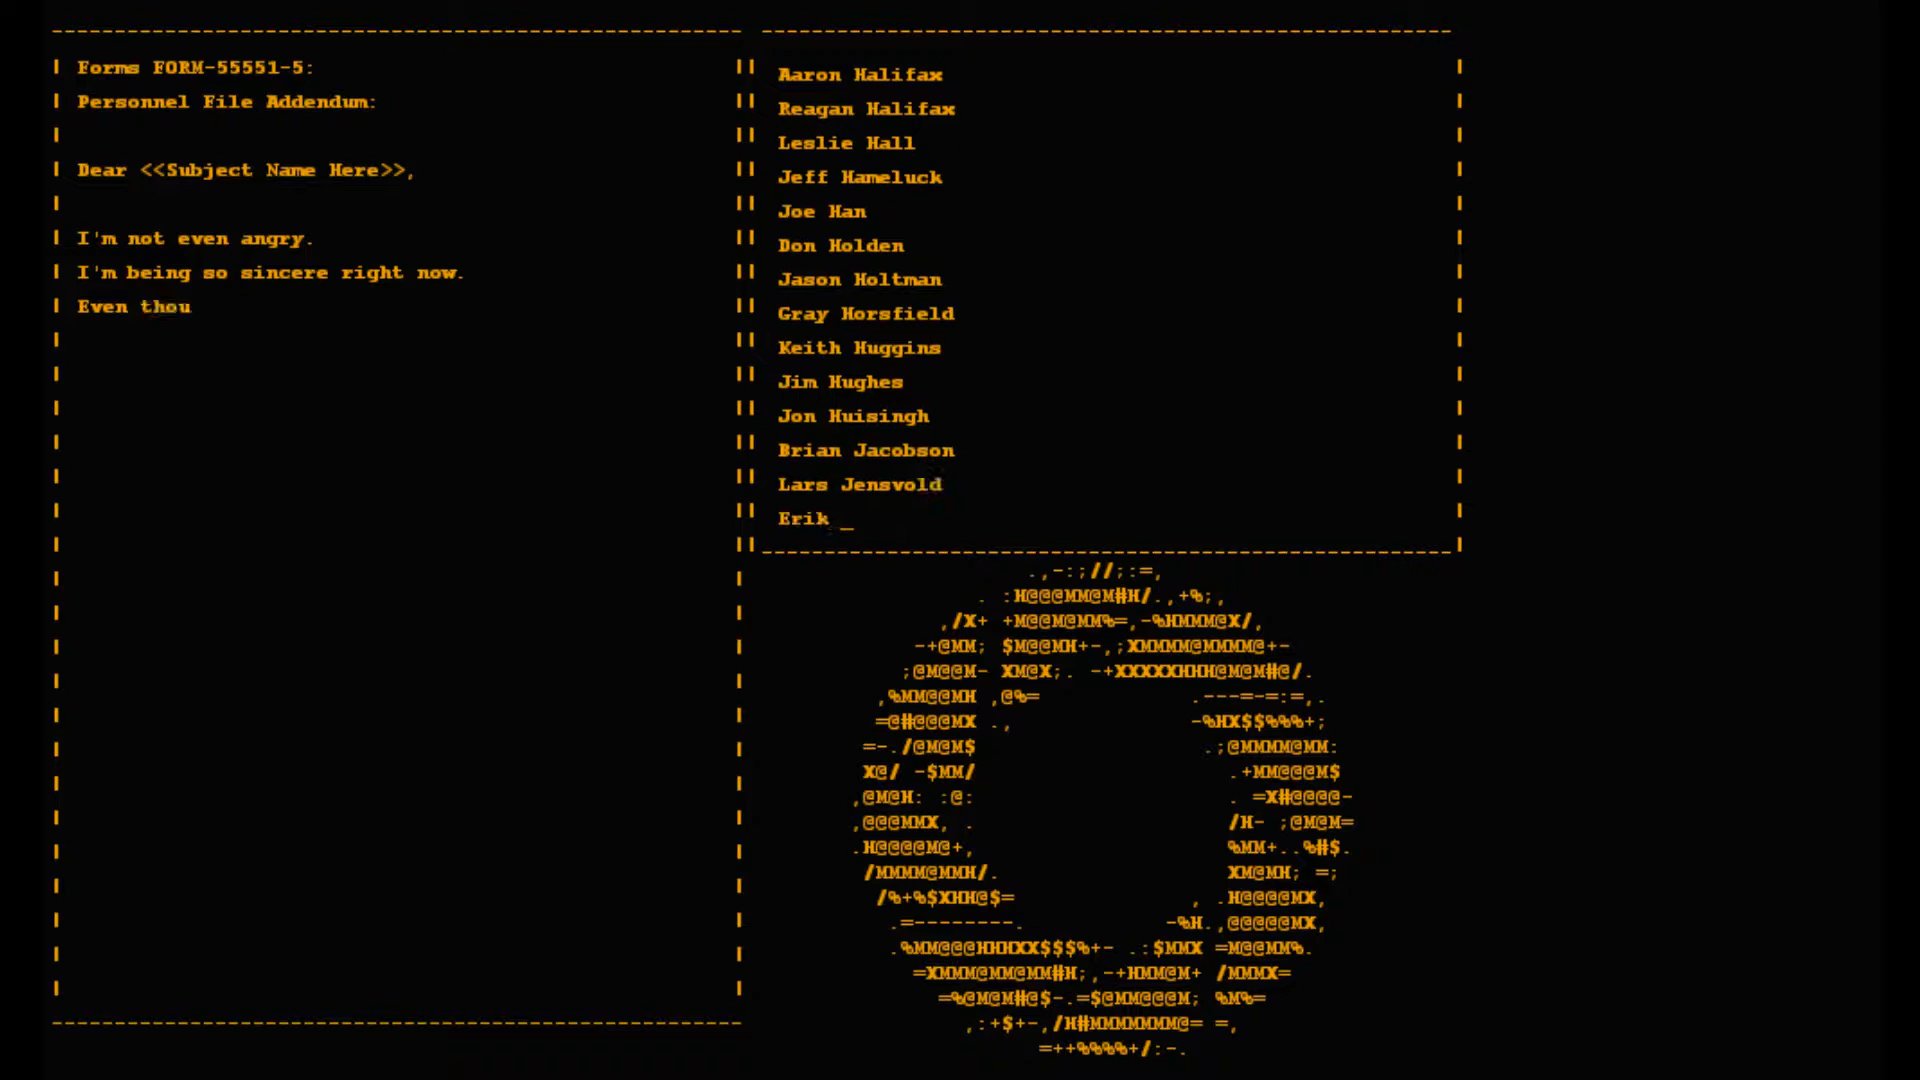 Forms FORM-55551-5:
Personnel File Addendum:
Dear <<Subject Name Here>>,
I'm not even angry.
I'm being so sincere right now.
Even thou
Aaron Halifax
Reagan Halifax
Leslie Hall
Jeff Hameluck
Joe Han
Don Holden
Jason Holtman
Gray Horsfield
Keith Huggins
Jim Hughes
Jon Huisingh
Brian Jacobson
Lars Jensvold
Erik _